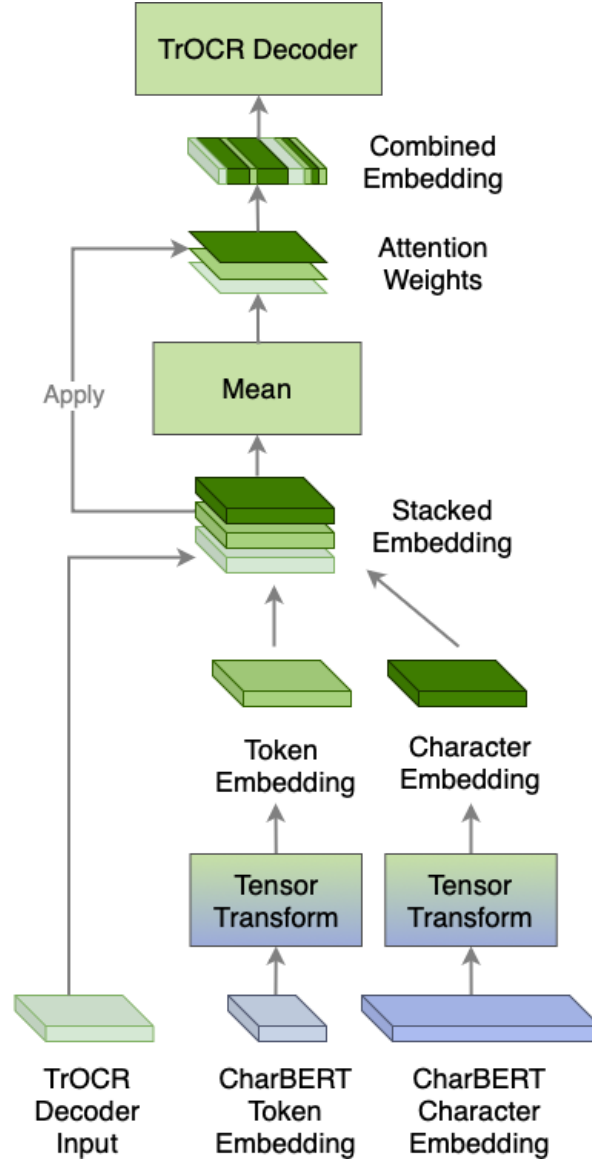 TrOCR Decoder
Combined
Embedding
Attention
Weights
Apply
Mean
Stacked
Embedding
Token
Embedding
Character
Embedding
Tensor
Transform
Tensor
Transform
TrOCR
Decoder
Input
CharBERT
Token
Embedding
CharBERT
Character
Embedding